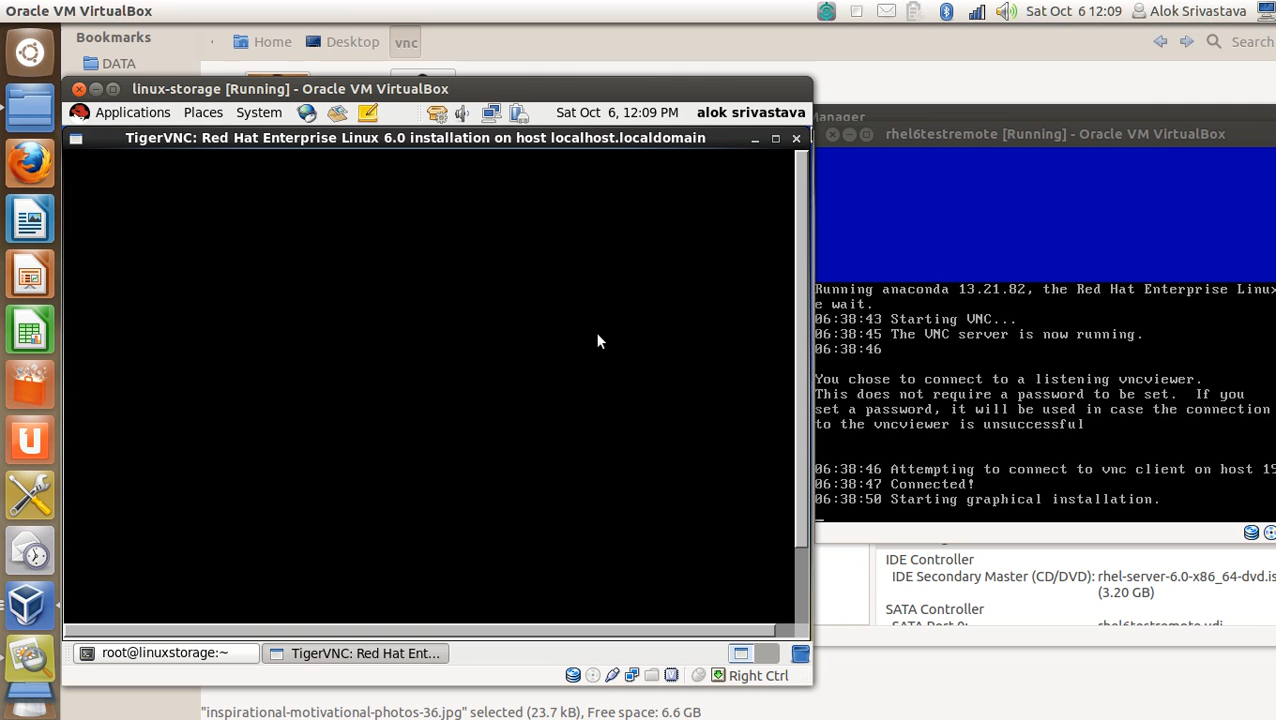 Oracle VM VirtualBox
Sat Oct 6 12:09
Alok Srivastava
Bookmarks
DATA
Home
Desktop
vnc
Search
linux-storage [Running] - Oracle VM VirtualBox
Applications Places System
Sat Oct 6, 12:09 PM
alok srivastava
TigerVNC: Red Hat Enterprise Linux 6.0 installation on host localhost.localdomain
root@linuxstorage:~
TigerVNC: Red Hat Ent...
Right Ctrl
Manager
rhel6testremote [Running] - Oracle VM VirtualBox
Running anaconda 13.21.82, the Red Hat Enterprise Linux
e wait.
06:38:43 Starting VNC...
06:38:45 The VNC server is now running.
06:38:46
You chose to connect to a listening vncviewer.
This does not require a password to be set. If you
set a password, it will be used in case the connection
to the vncviewer is unsuccessful
06:38:46 Attempting to connect to vnc client on host 19
06:38:47 Connected!
06:38:50 Starting graphical installation.
IDE Controller
IDE Secondary Master (CD/DVD): rhel-server-6.0-x86_64-dvd.is
(3.20 GB)
SATA Controller
SATA Port 0: rhel6testremote.vdi
"inspirational-motivational-photos-36.jpg" selected (23.7 kB), Free space: 6.6 GB